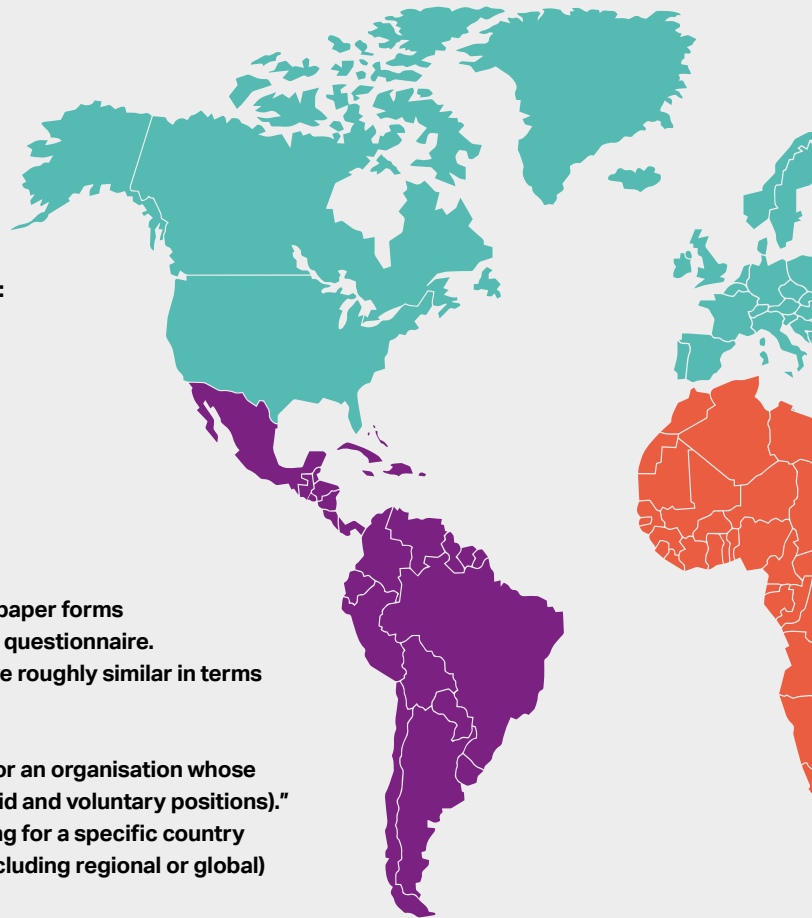 :
paper forms
questionnaire.
e roughly similar in terms
or an organisation whose
id and voluntary positions).”
ng for a specific country
cluding regional or global)